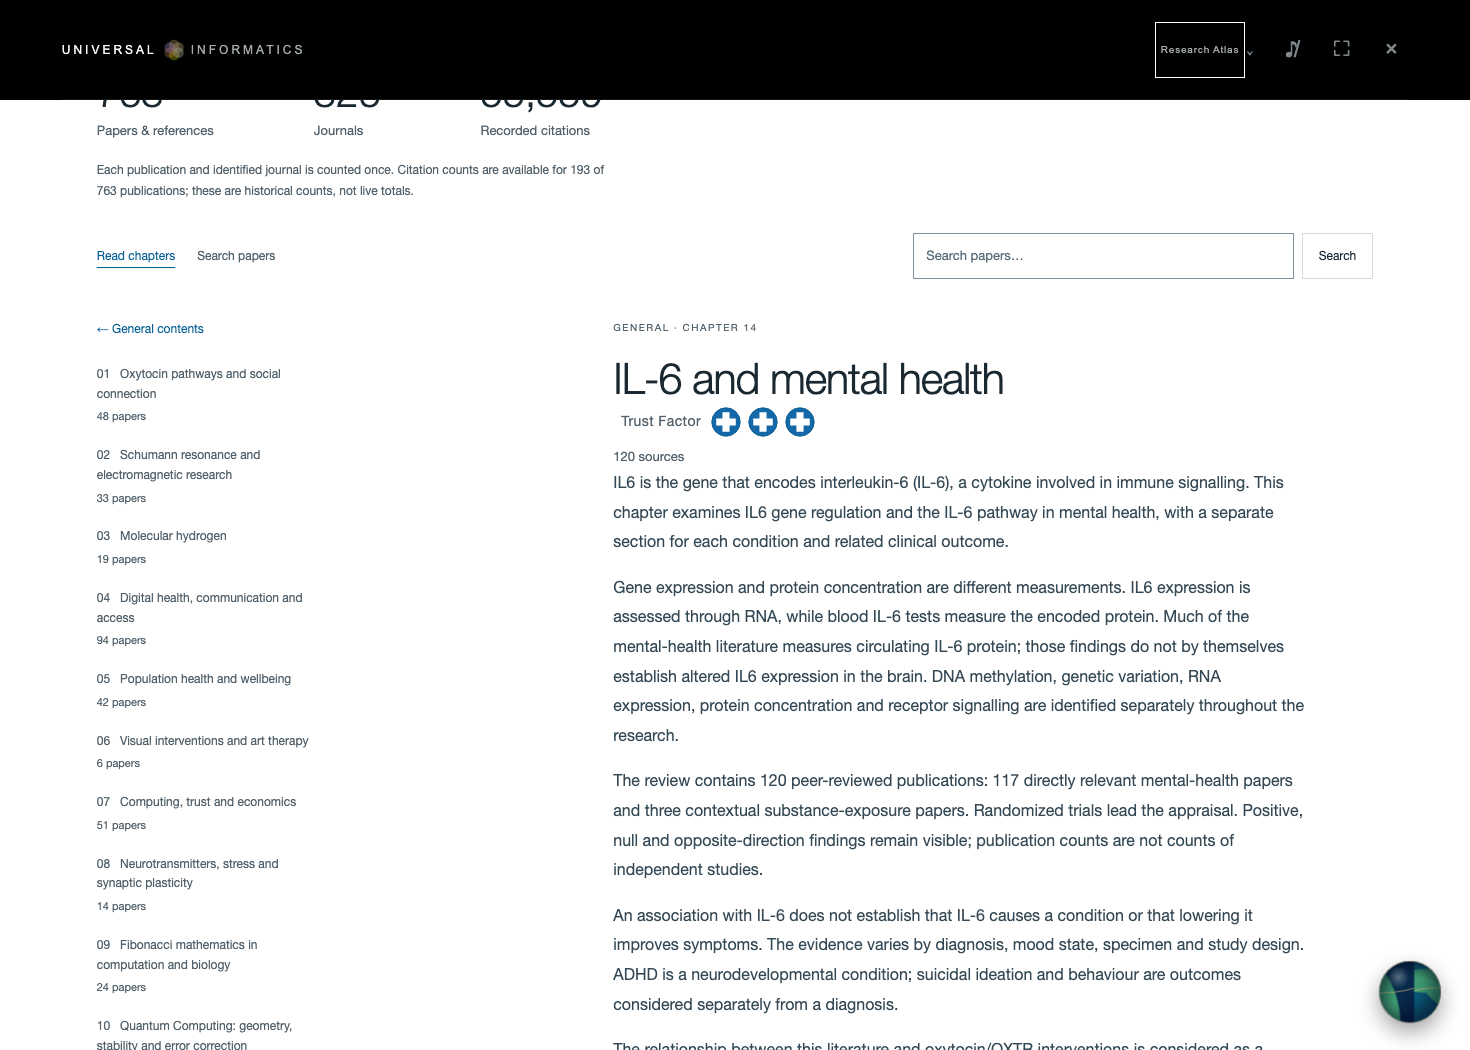 UNIVERSAL INFORMATICS
Research Atlas
Papers & references
Journals
Recorded citations
Each publication and identified journal is counted once. Citation counts are available for 193 of
763 publications; these are historical counts, not live totals.
Read chapters
Search papers
Search papers...
Search
← General contents
01 Oxytocin pathways and social
connection
48 papers
02 Schumann resonance and
electromagnetic research
33 papers
03 Molecular hydrogen
19 papers
04 Digital health, communication and
access
94 papers
05 Population health and wellbeing
42 papers
06 Visual interventions and art therapy
6 papers
07 Computing, trust and economics
51 papers
08 Neurotransmitters, stress and
synaptic plasticity
14 papers
09 Fibonacci mathematics in
computation and biology
24 papers
10 Quantum Computing: geometry,
stability and error correction
GENERAL · CHAPTER 14
IL-6 and mental health
Trust Factor
120 sources
IL6 is the gene that encodes interleukin-6 (IL-6), a cytokine involved in immune signalling. This
chapter examines IL6 gene regulation and the IL-6 pathway in mental health, with a separate
section for each condition and related clinical outcome.
Gene expression and protein concentration are different measurements. IL6 expression is
assessed through RNA, while blood IL-6 tests measure the encoded protein. Much of the
mental-health literature measures circulating IL-6 protein; those findings do not by themselves
establish altered IL6 expression in the brain. DNA methylation, genetic variation, RNA
expression, protein concentration and receptor signalling are identified separately throughout the
research.
The review contains 120 peer-reviewed publications: 117 directly relevant mental-health papers
and three contextual substance-exposure papers. Randomized trials lead the appraisal. Positive,
null and opposite-direction findings remain visible; publication counts are not counts of
independent studies.
An association with IL-6 does not establish that IL-6 causes a condition or that lowering it
improves symptoms. The evidence varies by diagnosis, mood state, specimen and study design.
ADHD is a neurodevelopmental condition; suicidal ideation and behaviour are outcomes
considered separately from a diagnosis.
The relationship between this literature and oxytocin/OXTR interventions is considered as a